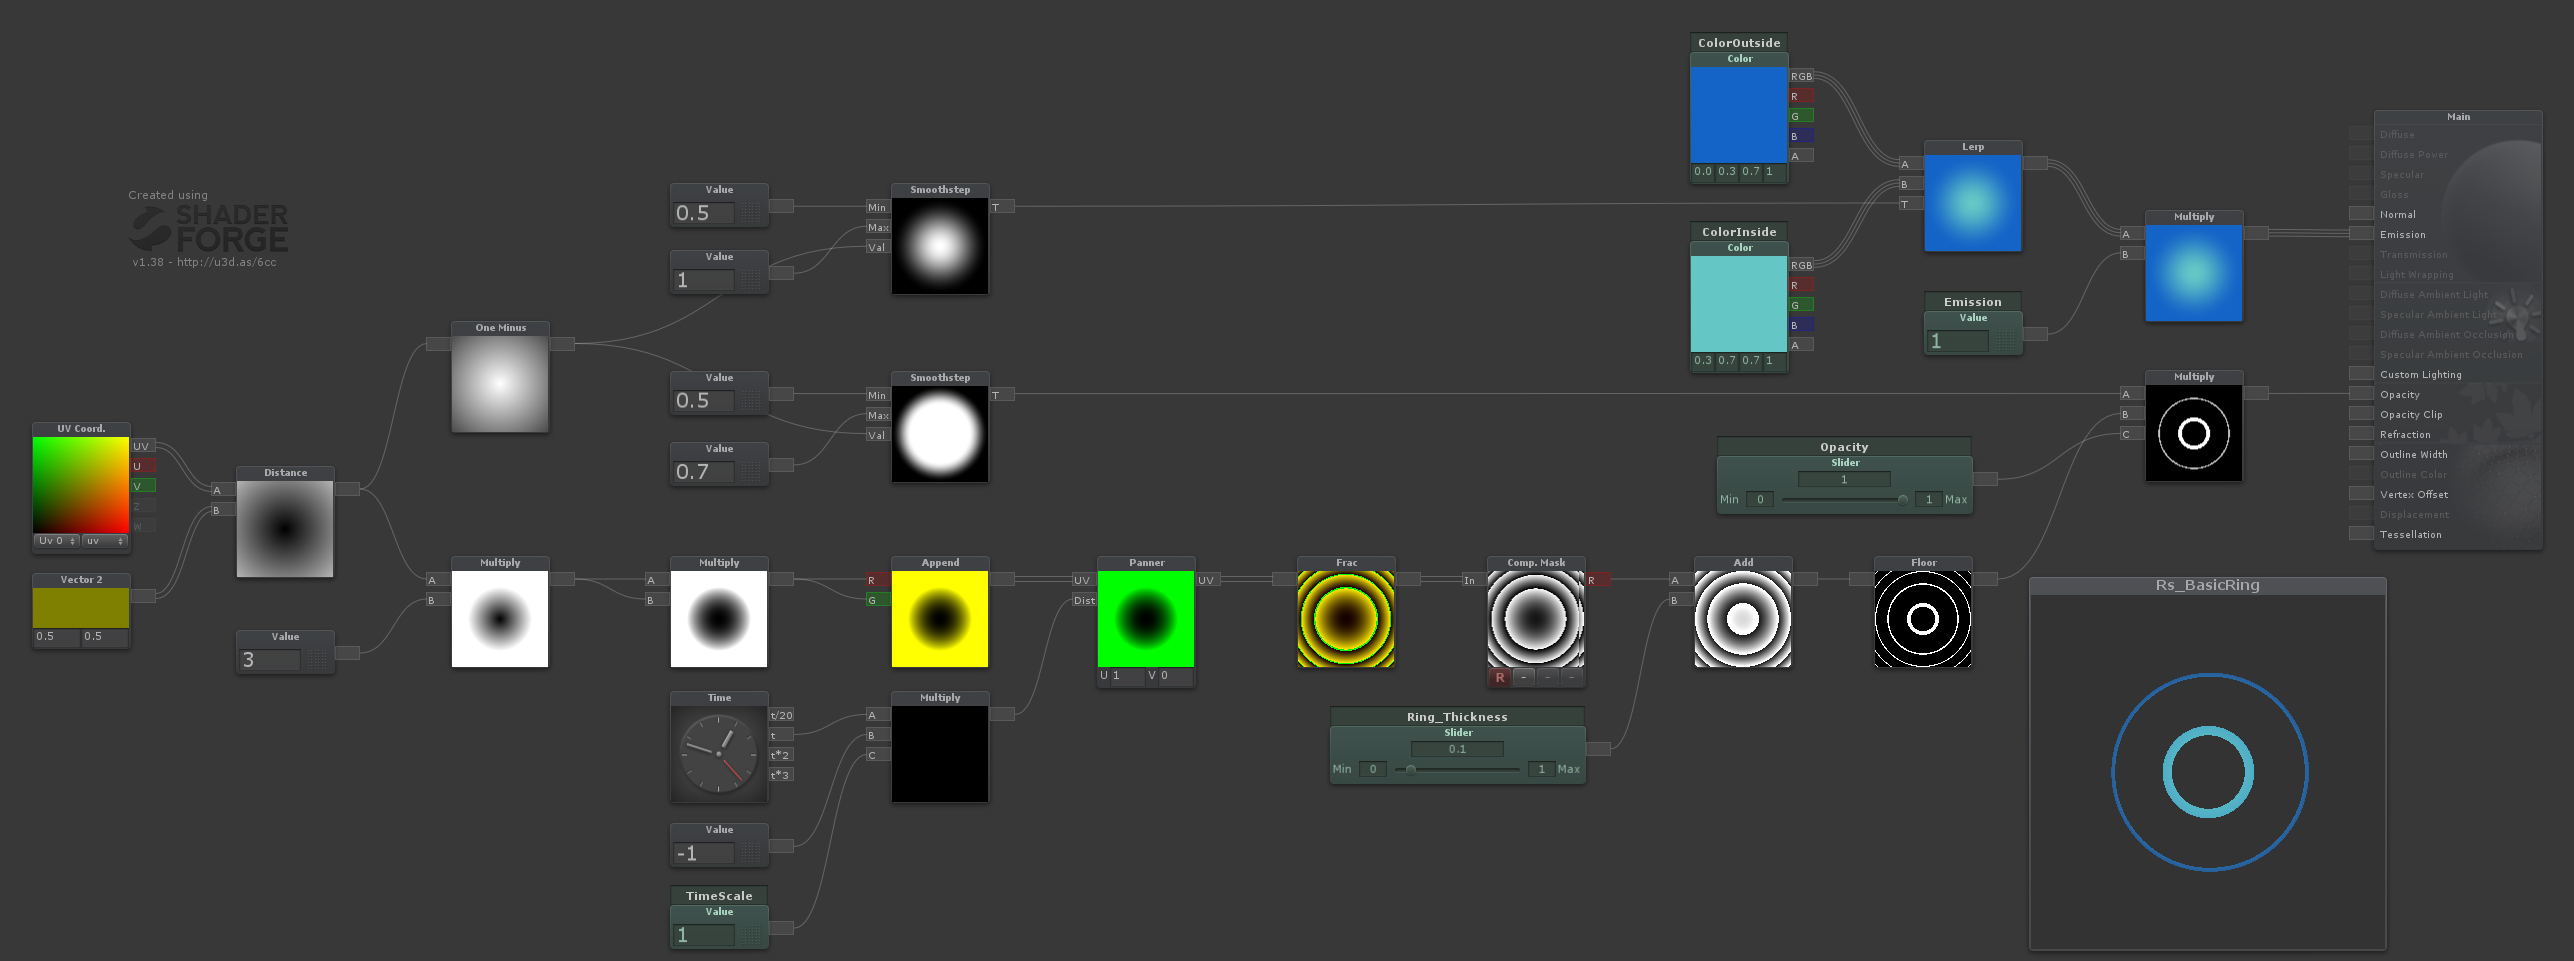 Created using
SHADER
FORGE
v1.38 - http://u3d.as/6cc
UV Coord.
UV
U
V
Z
W
Uv 0
uv
Vector 2
0.5
0.5
Distance
A
B
Value
3
One Minus
Multiply
A
B
Value
0.5
Value
1
Smoothstep
Min
Max
Val
T
Value
0.5
Value
0.7
Smoothstep
Min
Max
Val
T
Multiply
A
B
Append
R
G
Time
t/20
t
t*2
t*3
Value
-1
TimeScale
Value
1
Multiply
A
B
C
Panner
UV
Dist
UV
U 1
V 0
Frac
Comp. Mask
In
R
R - - -
Ring_Thickness
Slider
0.1
Min 0
1 Max
Add
A
B
Floor
ColorOutside
Color
RGB
R
G
B
A
0.0 0.3 0.7 1
ColorInside
Color
RGB
R
G
B
A
0.3 0.7 0.7 1
Lerp
A
B
T
Emission
Value
1
Opacity
Slider
1
Min 0
1 Max
Multiply
A
B
Multiply
A
B
C
Main
Diffuse
Diffuse Power
Specular
Gloss
Normal
Emission
Transmission
Light Wrapping
Diffuse Ambient Light
Specular Ambient Light
Diffuse Ambient Occlusion
Specular Ambient Occlusion
Custom Lighting
Opacity
Opacity Clip
Refraction
Outline Width
Outline Color
Vertex Offset
Displacement
Tessellation
Rs_BasicRing